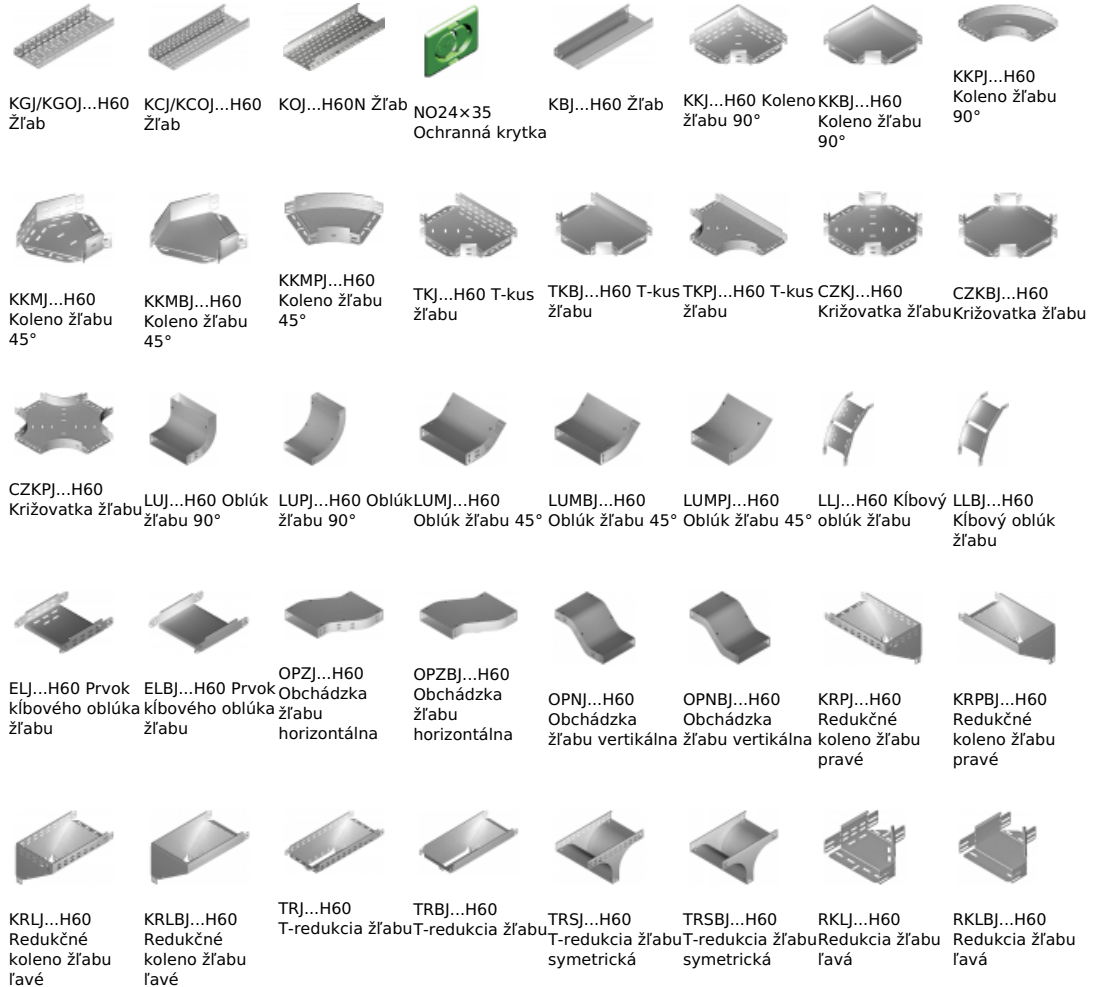 KGJ/KGOJ...H60
Žľab
KCJ/KCOJ...H60
Žľab
KOJ...H60N Žľab
NO24×35
Ochranná krytka
KBJ...H60 Žľab
KKJ...H60 Koleno
žľabu 90°
KKBJ...H60
Koleno žľabu
90°
KKPJ...H60
Koleno žľabu
90°
KKMJ...H60
Koleno žľabu
45°
KKMBJ...H60
Koleno žľabu
45°
KKMPJ...H60
Koleno žľabu
45°
TKJ...H60 T-kus
žľabu
TKBJ...H60 T-kus
žľabu
TKPJ...H60 T-kus
žľabu
CZKJ...H60
Križovatka žľabu
CZKBJ...H60
Križovatka žľabu
CZKPJ...H60
Križovatka žľabu
LUJ...H60 Oblúk
žľabu 90°
LUPJ...H60 Oblúk
žľabu 90°
LUMJ...H60
Oblúk žľabu 45°
LUMBJ...H60
Oblúk žľabu 45°
LUMPJ...H60
Oblúk žľabu 45°
LLJ...H60 Kĺbový
oblúk žľabu
LLBJ...H60
Kĺbový oblúk
žľabu
ELJ...H60 Prvok
kĺbového oblúka
žľabu
ELBJ...H60 Prvok
kĺbového oblúka
žľabu
OPZJ...H60
Obchádzka
žľabu
horizontálna
OPZBJ...H60
Obchádzka
žľabu
horizontálna
OPNJ...H60
Obchádzka
žľabu vertikálna
OPNBJ...H60
Obchádzka
žľabu vertikálna
KRPJ...H60
Redukčné
koleno žľabu
pravé
KRPBJ...H60
Redukčné
koleno žľabu
pravé
KRLJ...H60
Redukčné
koleno žľabu
ľavé
KRLBJ...H60
Redukčné
koleno žľabu
ľavé
TRJ...H60
T-redukcia žľabu
TRBJ...H60
T-redukcia žľabu
TRSJ...H60
T-redukcia žľabu
symetrická
TRSBJ...H60
T-redukcia žľabu
symetrická
RKLJ...H60
Redukcia žľabu
ľavá
RKLBJ...H60
Redukcia žľabu
ľavá